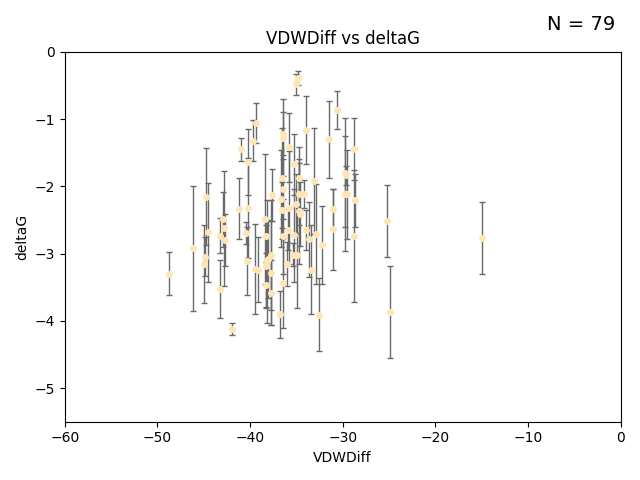 N = 79
VDWDiff vs deltaG
0
−1
−2
−3
−4
−5
deltaG
−60 −50 −40 −30 −20 −10 0
VDWDiff